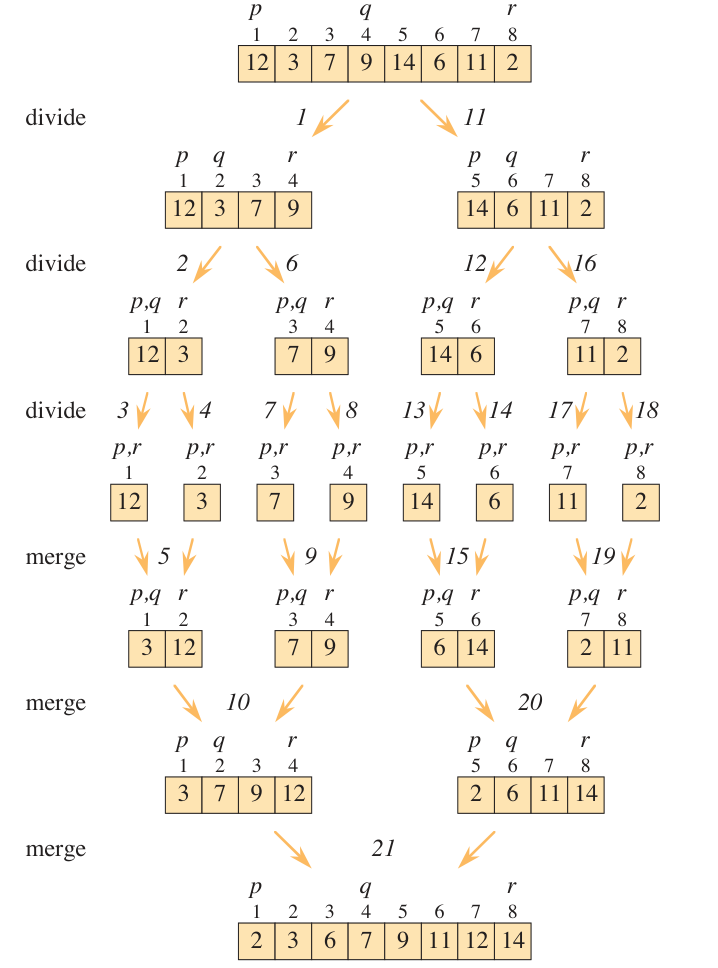 p q r
1 2 3 4 5 6 7 8
12 3 7 9 14 6 11 2
divide 1 11
p q r p q r
1 2 3 4 5 6 7 8
12 3 7 9 14 6 11 2
divide 2 6 12 16
p,q r p,q r p,q r p,q r
1 2 3 4 5 6 7 8
12 3 7 9 14 6 11 2
divide 3 4 7 8 13 14 17 18
p,r p,r p,r p,r p,r p,r p,r p,r
1 2 3 4 5 6 7 8
12 3 7 9 14 6 11 2
merge 5 9 15 19
p,q r p,q r p,q r p,q r
1 2 3 4 5 6 7 8
3 12 7 9 6 14 2 11
merge 10 20
p q r p q r
1 2 3 4 5 6 7 8
3 7 9 12 2 6 11 14
merge 21
p q r
1 2 3 4 5 6 7 8
2 3 6 7 9 11 12 14